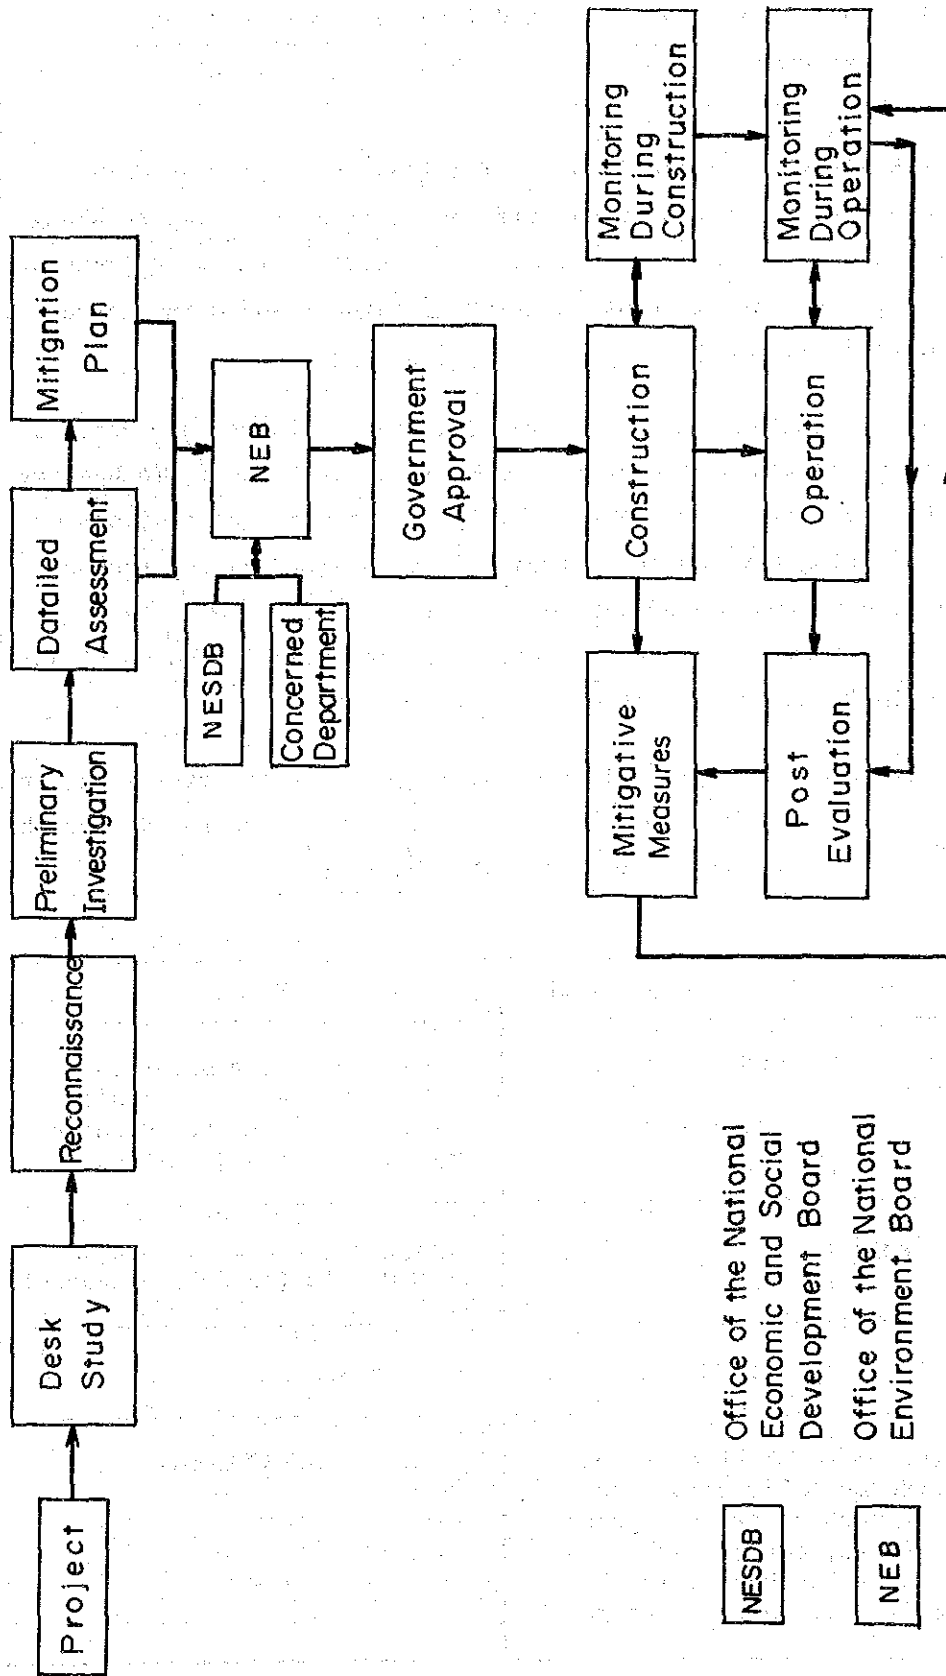 Project
Desk
Study
Reconnaissance
Preliminary
Investigation
Datailed
Assessment
Mitigntion
Plan
NESDB
Concerned
Department
NEB
Government
Approval
Mitigative
Measures
Construction
Monitoring
During
Construction
Post
Evaluation
Operation
Monitoring
During
Operation
NESDB
Office of the National
Economic and Social
Development Board
NEB
Office of the National
Environment Board